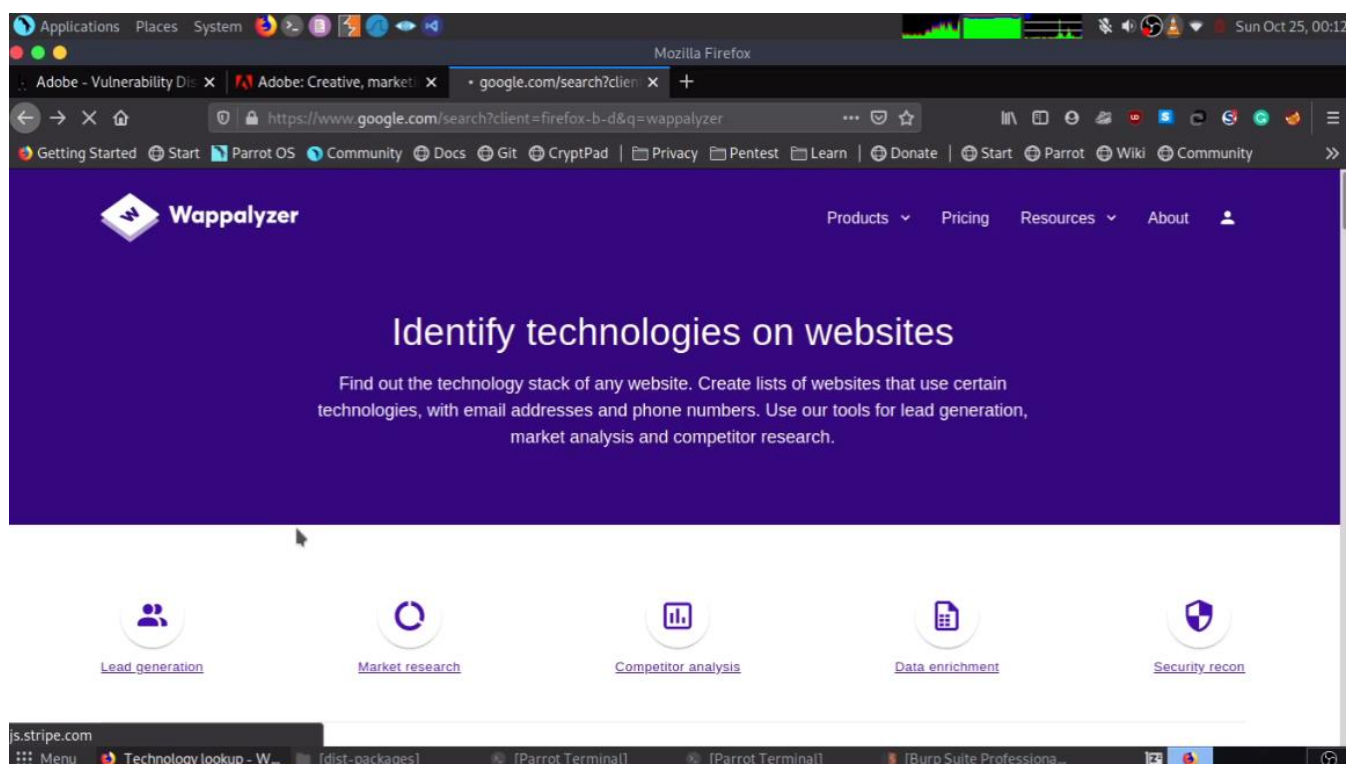 Applications Places System Sun Oct 25, 00:12
Mozilla Firefox
Adobe - Vulnerability Dis Adobe: Creative, marketi google.com/search?client
https://www.google.com/search?client=firefox-b-d&q=wappalyzer
Getting Started Start Parrot OS Community Docs Git CryptPad Privacy Pentest Learn Donate Start Parrot Wiki Community
W Wappalyzer Products Pricing Resources About
Identify technologies on websites
Find out the technology stack of any website. Create lists of websites that use certain
technologies, with email addresses and phone numbers. Use our tools for lead generation,
market analysis and competitor research.
Lead generation Market research Competitor analysis Data enrichment Security recon
js.stripe.com
Menu Technology lookup - W... [dist-packages] [Parrot Terminal] [Parrot Terminal] [Burp Suite Professiona...